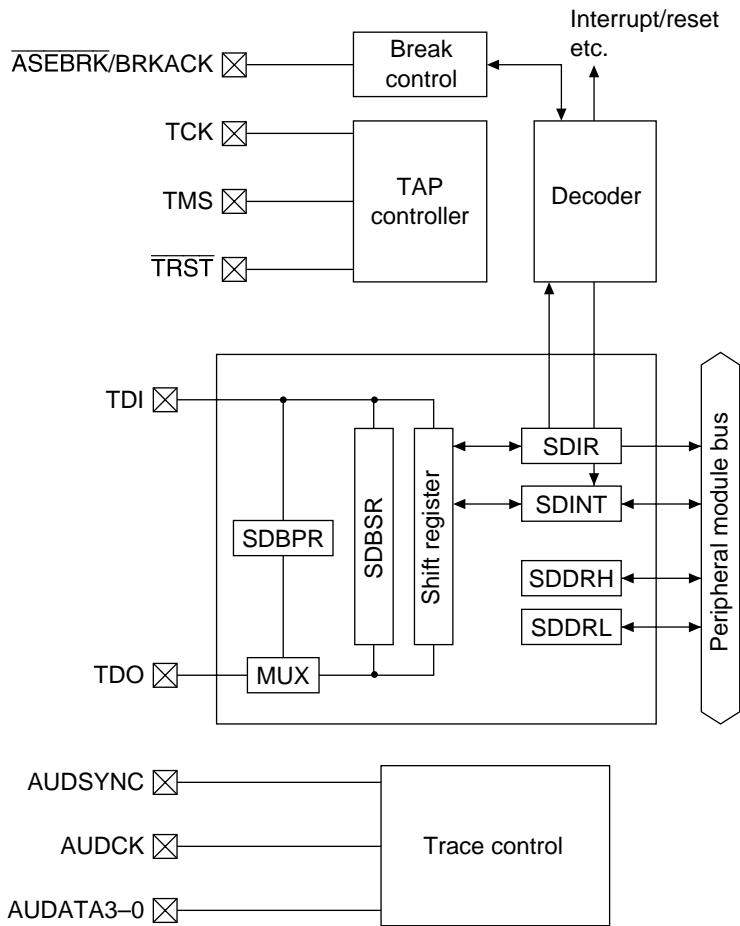 Interrupt/reset
etc.
ASEBRK/BRKACK
Break
control
TCK
TMS
TRST
TAP
controller
Decoder
TDI
TDO
SDBPR
MUX
SDBSR
Shift register
SDIR
SDINT
SDDRH
SDDRL
Peripheral module bus
AUDSYNC
AUDCK
AUDATA3–0
Trace control